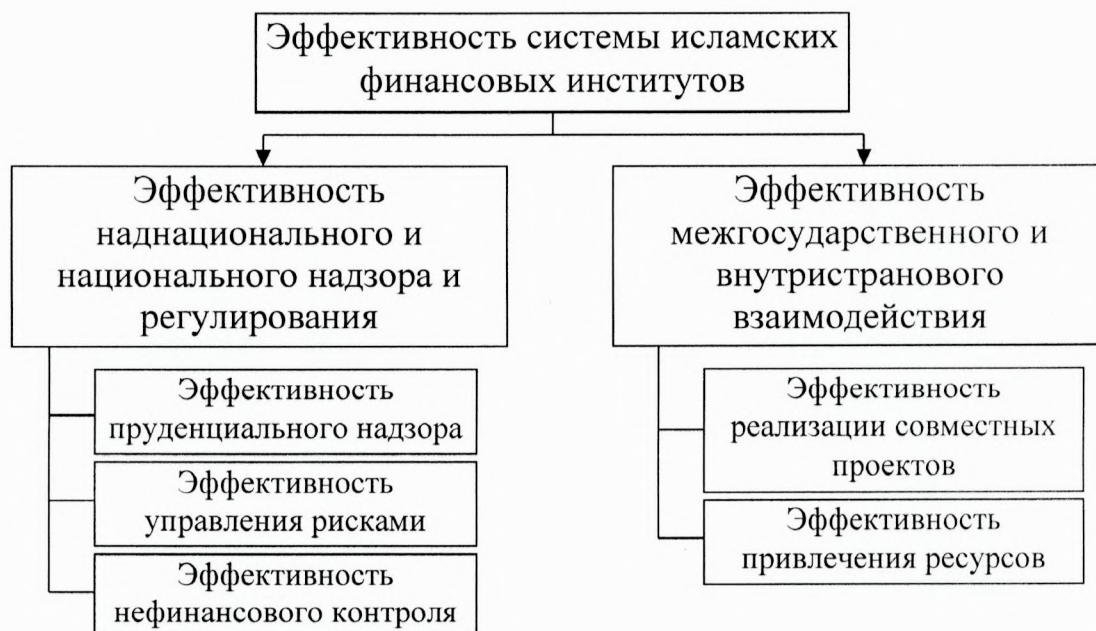 Эффективность системы исламских
финансовых институтов
Эффективность
наднационального и
национального надзора и
регулирования
Эффективность
пруденциального надзора
Эффективность
управления рисками
Эффективность
нефинансового контроля
Эффективность
межгосударственного и
внутристранового
взаимодействия
Эффективность
реализации совместных
проектов
Эффективность
привлечения ресурсов